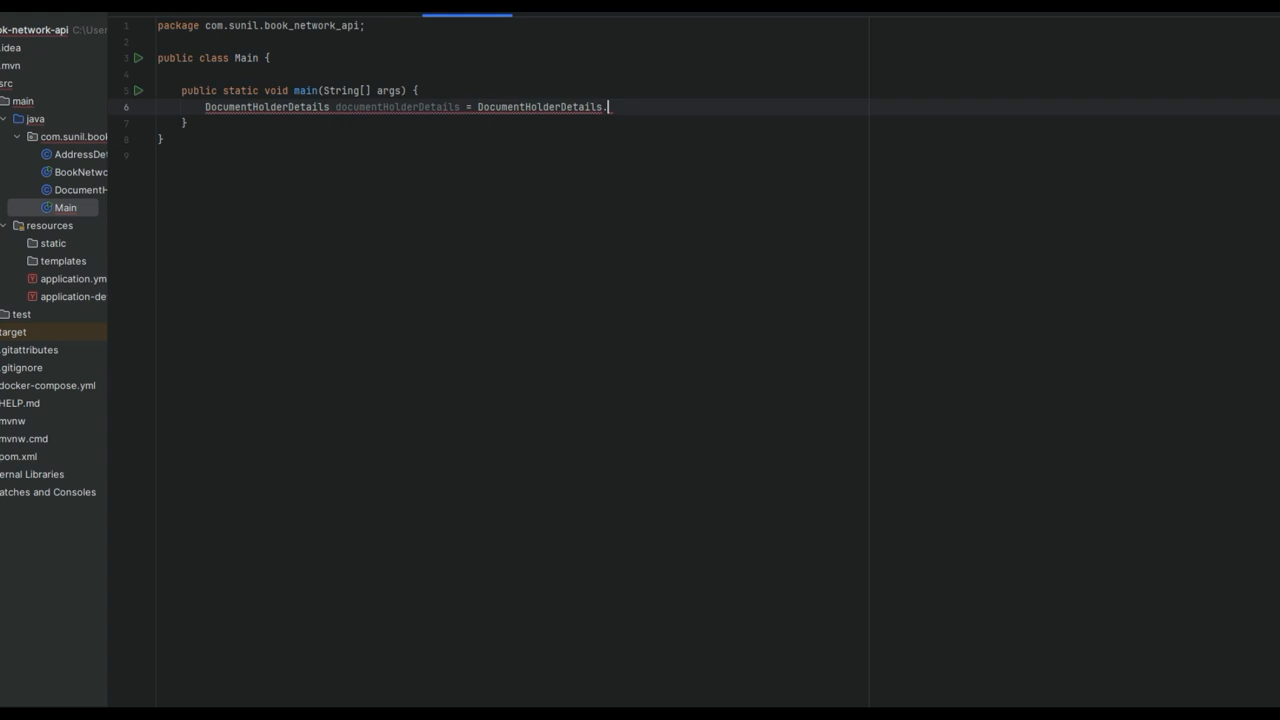 ok-network-api C:\User
.idea
.mvn
src
main
java
com.sunil.book
AddressDet
BookNetwo
DocumentH
Main
resources
static
templates
application.ym
application-de
test
target
.gitattributes
.gitignore
docker-compose.yml
HELP.md
mvnw
mvnw.cmd
pom.xml
ernal Libraries
atches and Consoles
1 package com.sunil.book_network_api;
2
3 public class Main {
4
5 public static void main(String[] args) {
6 DocumentHolderDetails documentHolderDetails = DocumentHolderDetails.
7 }
8 }
9